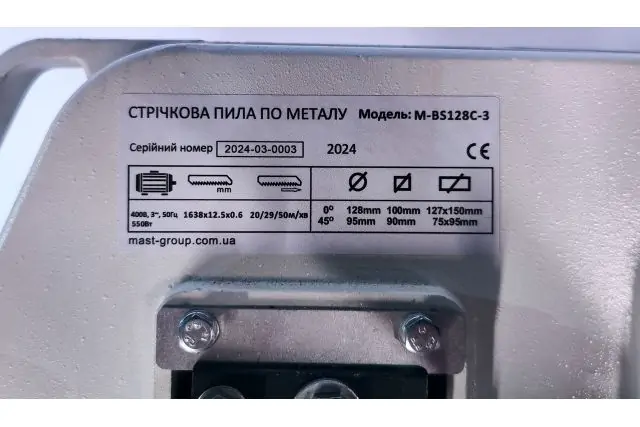 СТРІЧКОВА ПИЛА ПО МЕТАЛУ Модель: M-BS128C-3
Серійний номер 2024-03-0003 2024 CE
mm
0° 128mm 100mm 127x150mm
400В, 3~, 50Гц 1638x12.5x0.6 20/29/50м/хв
550Вт 45° 95mm 90mm 75x95mm
mast-group.com.ua